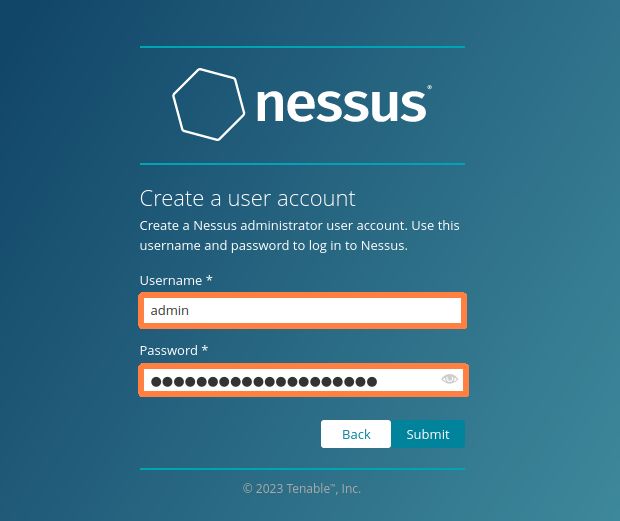 nessus®
Create a user account
Create a Nessus administrator user account. Use this
username and password to log in to Nessus.
Username *
admin
Password *
●●●●●●●●●●●●●●●●●●●●
Back Submit
© 2023 Tenable™, Inc.